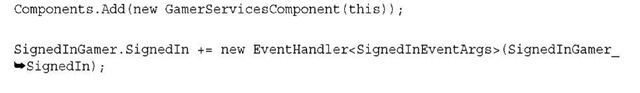 Components.Add(new GamerServicesComponent(this));
SignedInGamer.SignedIn += new EventHandler<SignedInEventArgs>(SignedInGamer_
➥SignedIn);